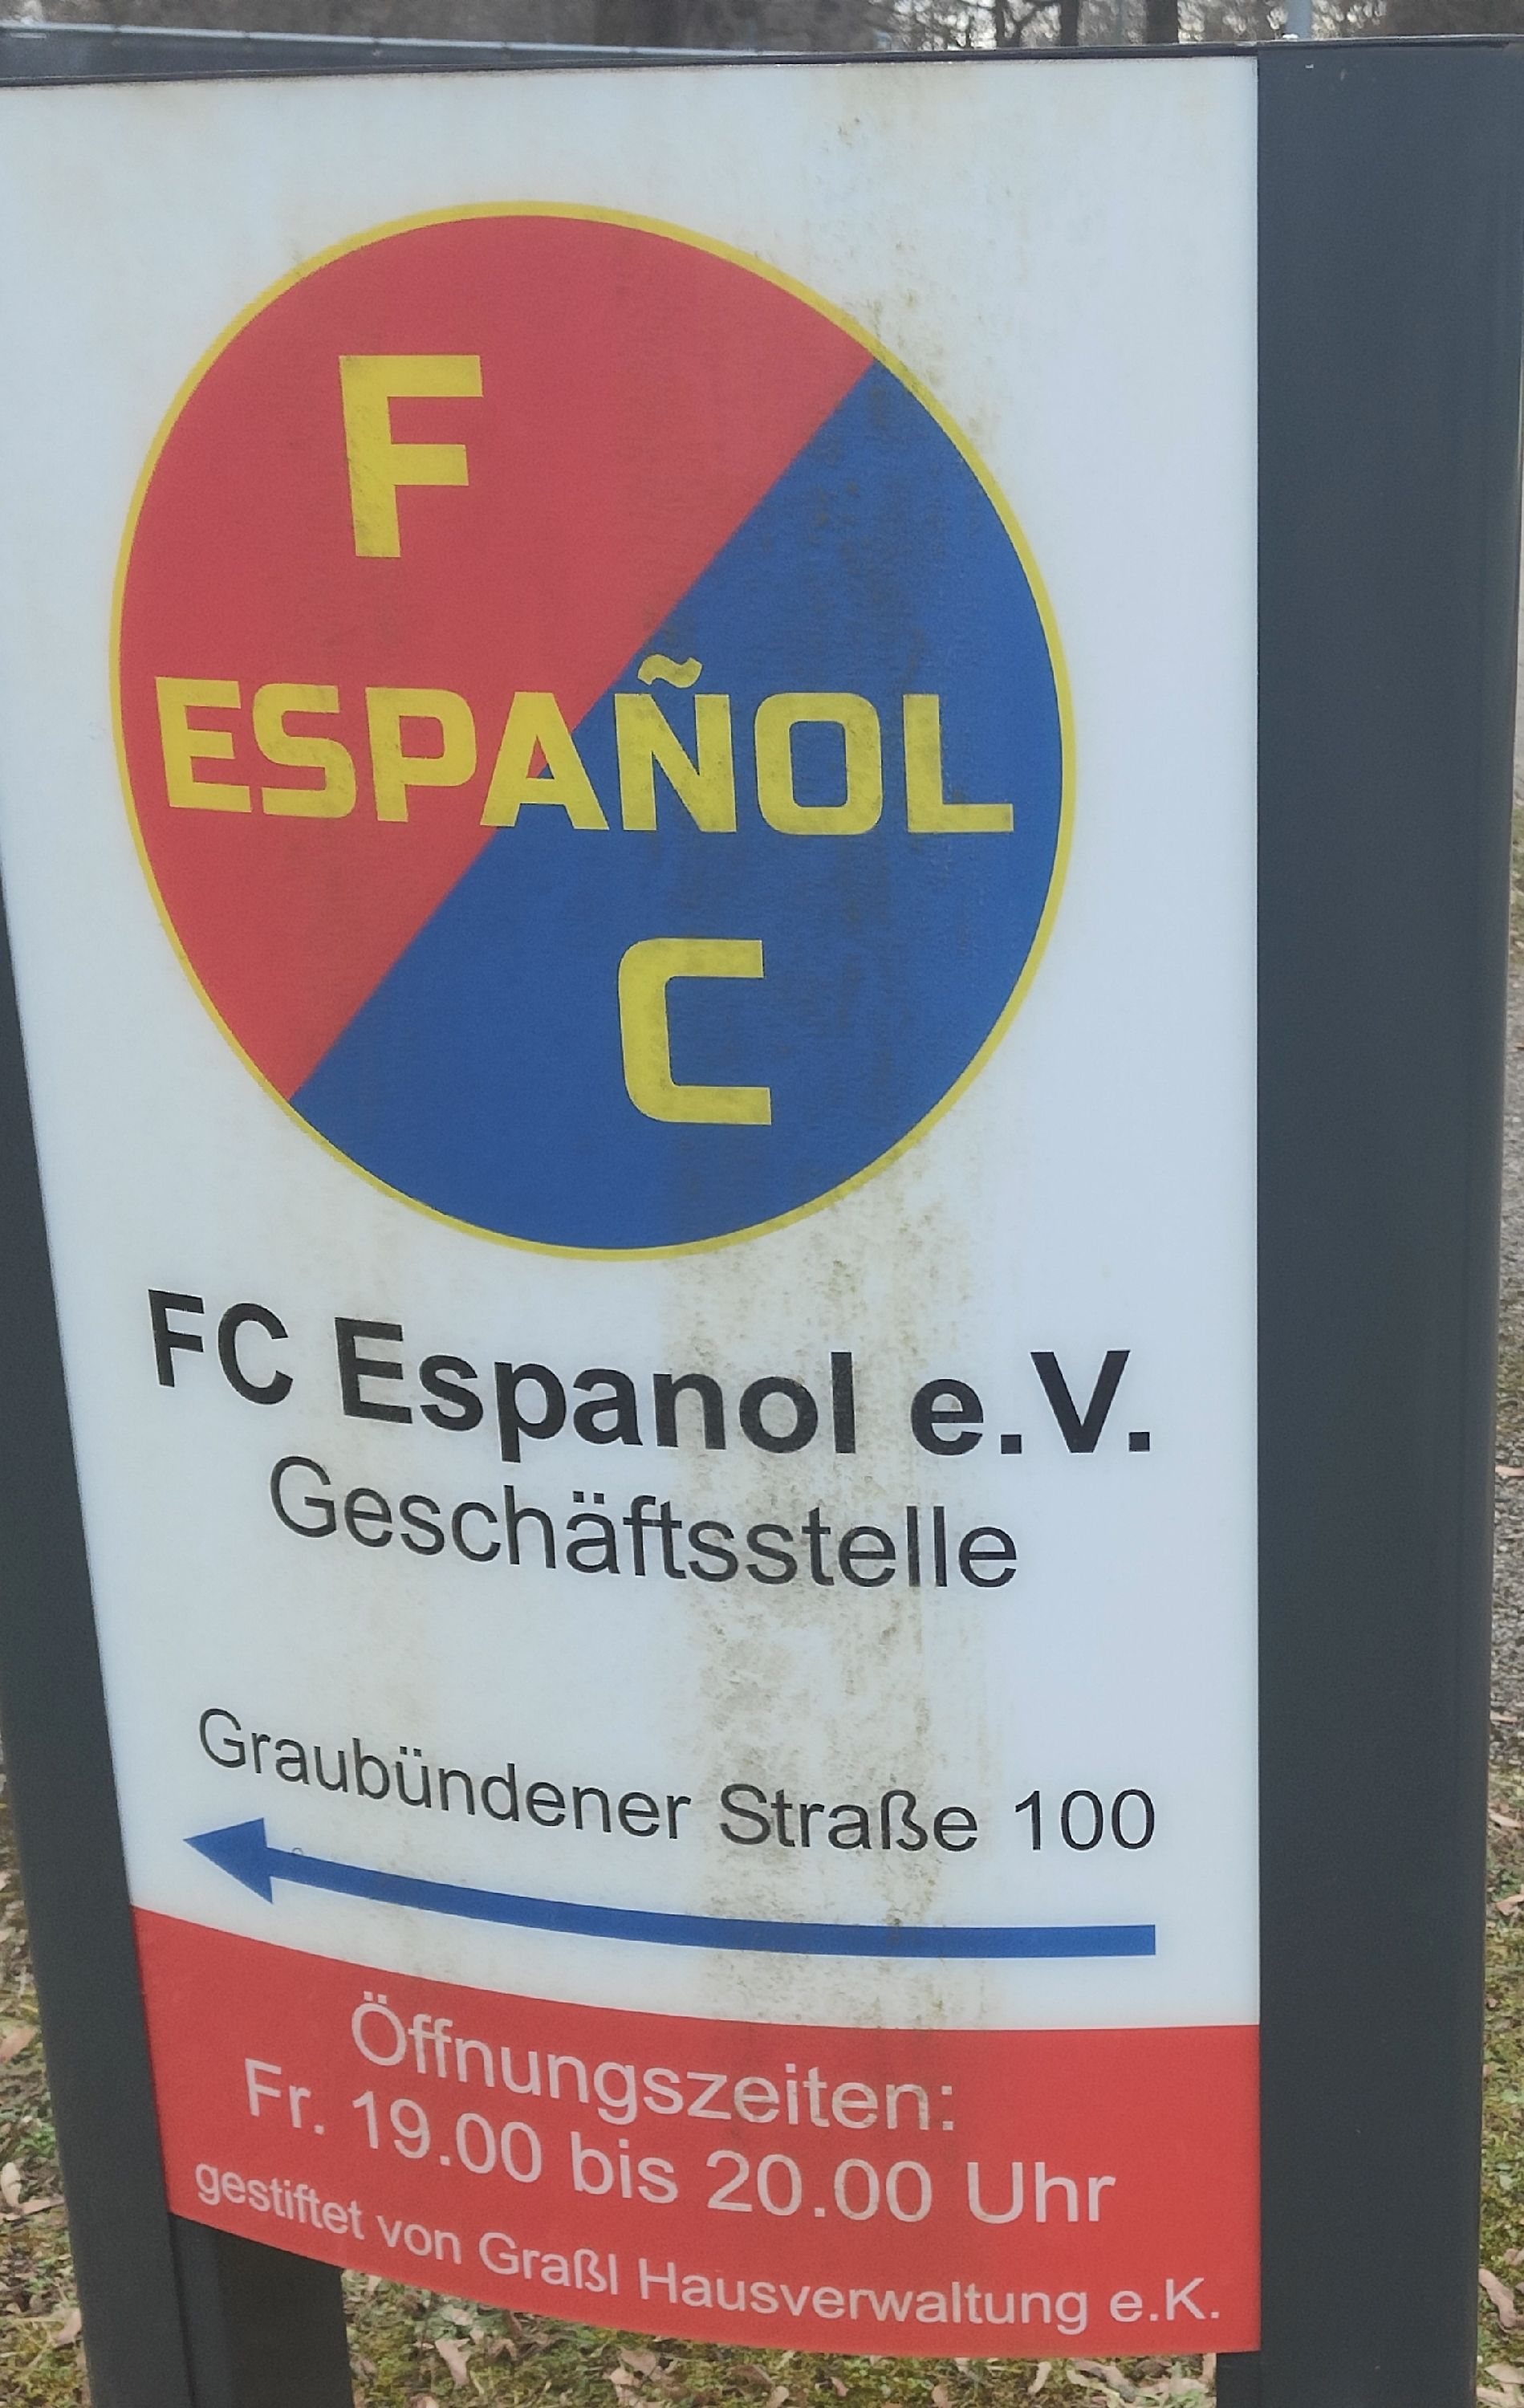 F
ESPAÑOL
C
FC Espanol e.V.
Geschäftsstelle
Graubündener Straße 100
Öffnungszeiten:
Fr. 19.00 bis 20.00 Uhr
gestiftet von Graßl Hausverwaltung e.K.